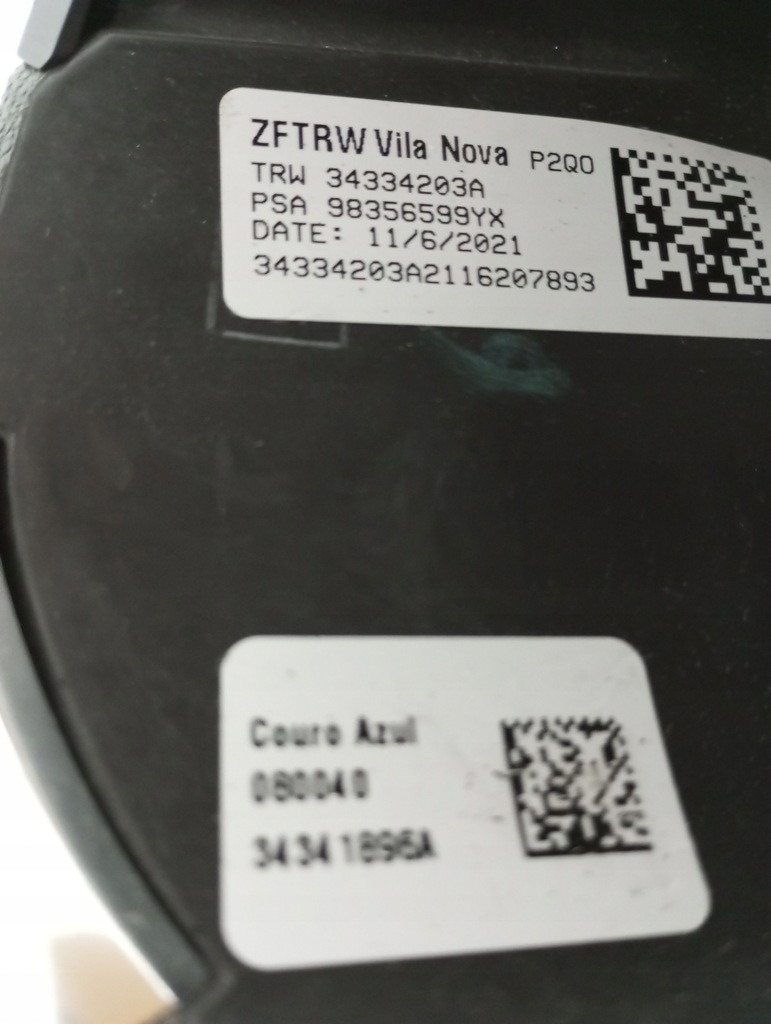 ZFTRW Vila Nova P2Q0
TRW 34334203A
PSA 98356599YX
DATE: 11/6/2021
34334203A2116207893
Couro Azul
080040
34341896A